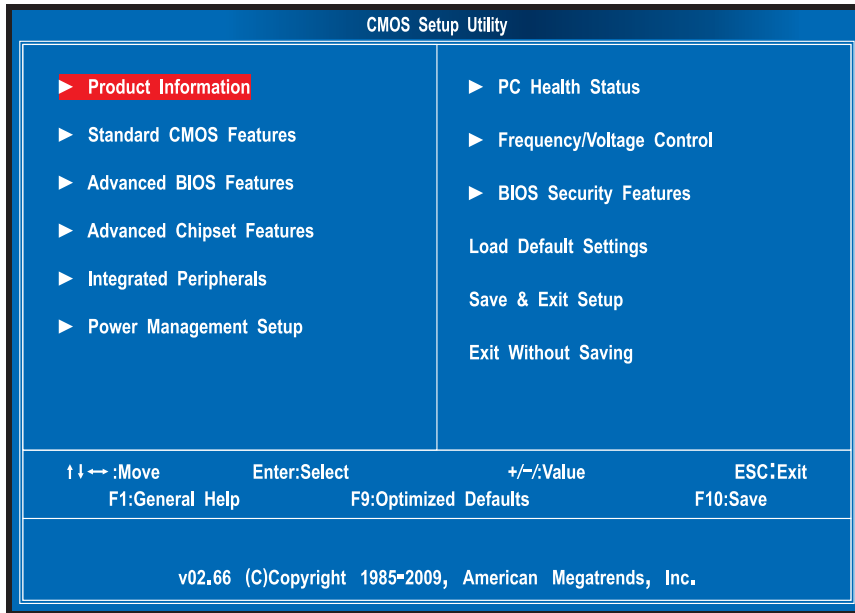 CMOS Setup Utility
► Product Information
► Standard CMOS Features
► Advanced BIOS Features
► Advanced Chipset Features
► Integrated Peripherals
► Power Management Setup
► PC Health Status
► Frequency/Voltage Control
► BIOS Security Features
Load Default Settings
Save & Exit Setup
Exit Without Saving
↑↓←→ :Move Enter:Select +/-/:Value ESC:Exit
F1:General Help F9:Optimized Defaults F10:Save
v02.66 (C)Copyright 1985-2009, American Megatrends, Inc.